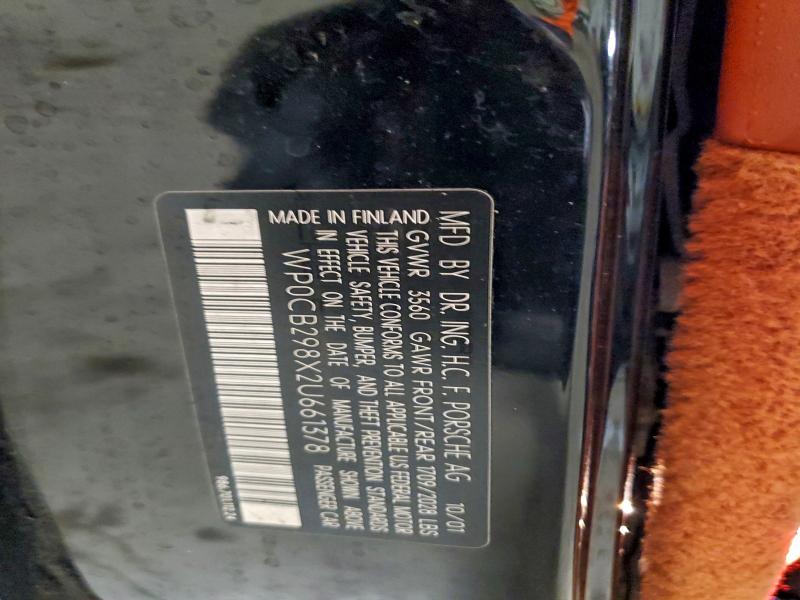 MFD BY DR. ING. H.C. F. PORSCHE AG 10/01
GVWR 3560 GAWR FRONT/REAR 1709/2028 LBS
THIS VEHICLE CONFORMS TO ALL APPLICABLE US FEDERAL MOTOR
VEHICLE SAFETY, BUMPER, AND THEFT PREVENTION STANDARDS
IN EFFECT ON THE DATE OF MANUFACTURE SHOWN ABOVE
MADE IN FINLAND
WP0CB298X2U661378 PASSENGER CAR